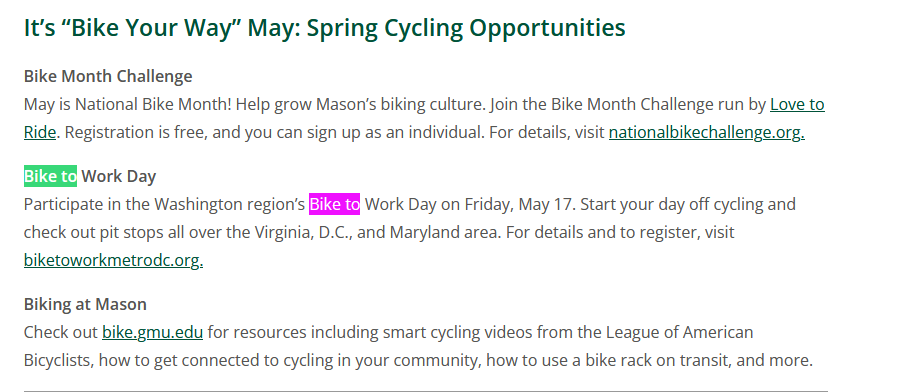 It’s “Bike Your Way” May: Spring Cycling Opportunities
Bike Month Challenge
May is National Bike Month! Help grow Mason’s biking culture. Join the Bike Month Challenge run by Love to
Ride. Registration is free, and you can sign up as an individual. For details, visit nationalbikechallenge.org.
Bike to Work Day
Participate in the Washington region’s Bike to Work Day on Friday, May 17. Start your day off cycling and
check out pit stops all over the Virginia, D.C., and Maryland area. For details and to register, visit
biketoworkmetrodc.org.
Biking at Mason
Check out bike.gmu.edu for resources including smart cycling videos from the League of American
Bicyclists, how to get connected to cycling in your community, how to use a bike rack on transit, and more.